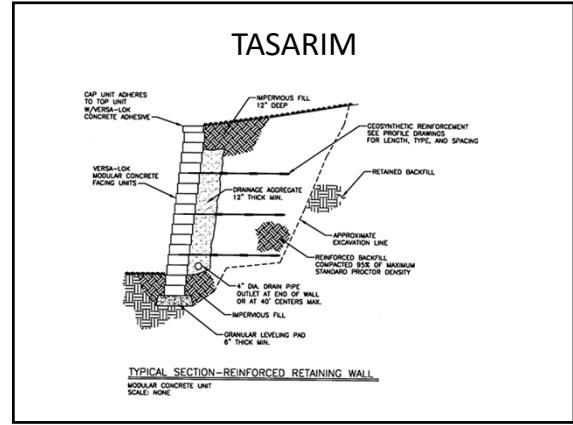 TASARIM
CAP UNIT ADHERES
TO TOP UNIT
W/VERSA-LOK
CONCRETE ADHESIVE
IMPERVIOUS FILL
12" DEEP
GEOSYNTHETIC REINFORCEMENT
SEE PROFILE DRAWINGS
FOR LENGTH, TYPE, AND SPACING
VERSA-LOK
MODULAR CONCRETE
FACING UNITS
RETAINED BACKFILL
DRAINAGE AGGREGATE
12" THICK MIN.
APPROXIMATE
EXCAVATION LINE
REINFORCED BACKFILL
COMPACTED 95% OF MAXIMUM
STANDARD PROCTOR DENSITY
4" DIA. DRAIN PIPE
OUTLET AT END OF WALL
OR AT 40' CENTERS MAX.
IMPERVIOUS FILL
GRANULAR LEVELING PAD
6" THICK MIN.
TYPICAL SECTION-REINFORCED RETAINING WALL
MODULAR CONCRETE UNIT
SCALE: NONE